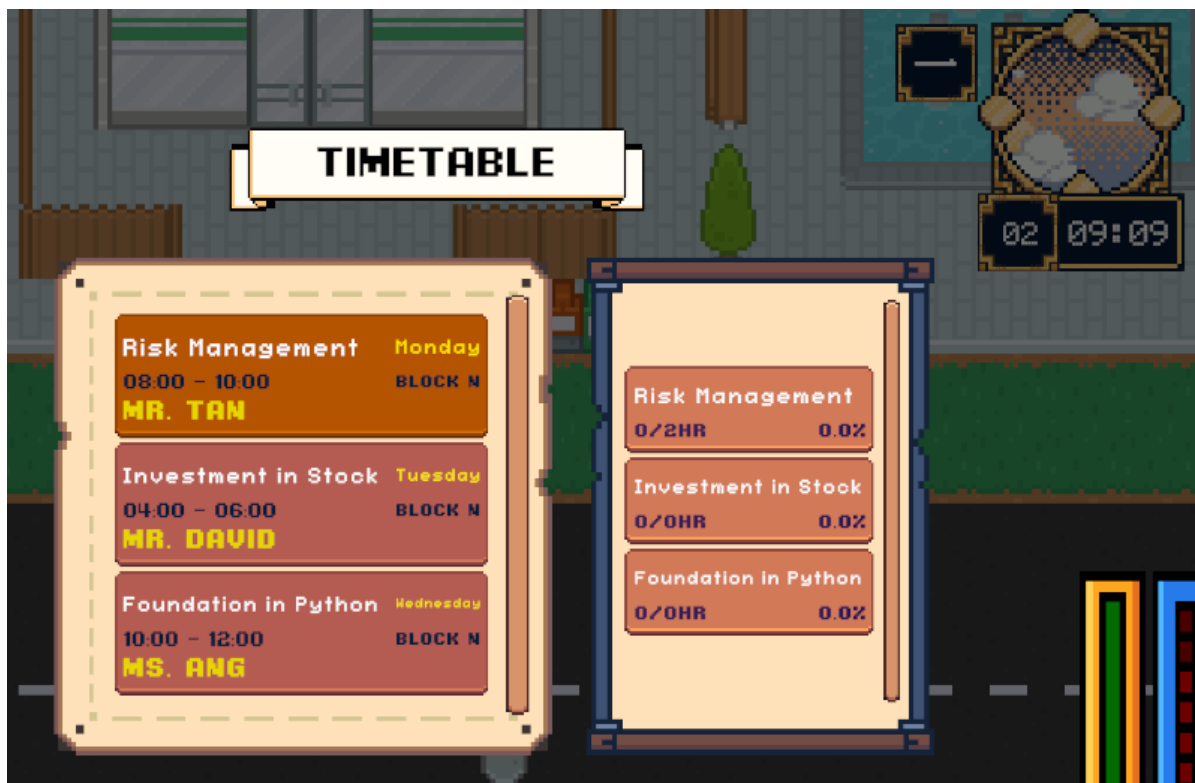 TIMETABLE
一
02 09:09
Risk Management Monday
08:00 - 10:00 BLOCK N
MR. TAN
Investment in Stock Tuesday
04:00 - 06:00 BLOCK N
MR. DAVID
Foundation in Python Wednesday
10:00 - 12:00 BLOCK N
MS. ANG
Risk Management
0/2HR 0.0%
Investment in Stock
0/0HR 0.0%
Foundation in Python
0/0HR 0.0%